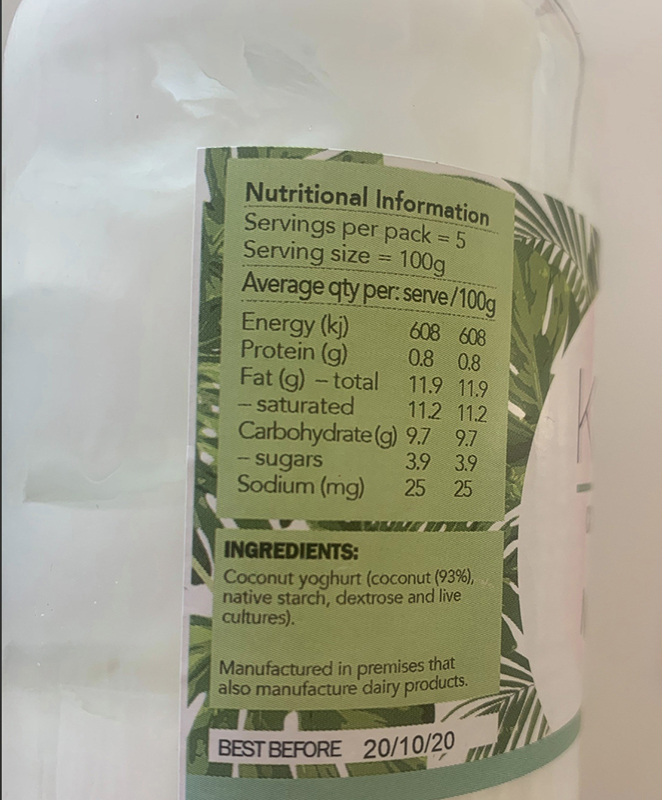 Nutritional Information
Servings per pack = 5
Serving size = 100g
Average qty per: serve/100g
Energy (kj) 608 608
Protein (g) 0.8 0.8
Fat (g) – total 11.9 11.9
– saturated 11.2 11.2
Carbohydrate (g) 9.7 9.7
– sugars 3.9 3.9
Sodium (mg) 25 25
INGREDIENTS:
Coconut yoghurt (coconut (93%),
native starch, dextrose and live
cultures).
Manufactured in premises that
also manufacture dairy products.
BEST BEFORE 20/10/20
K